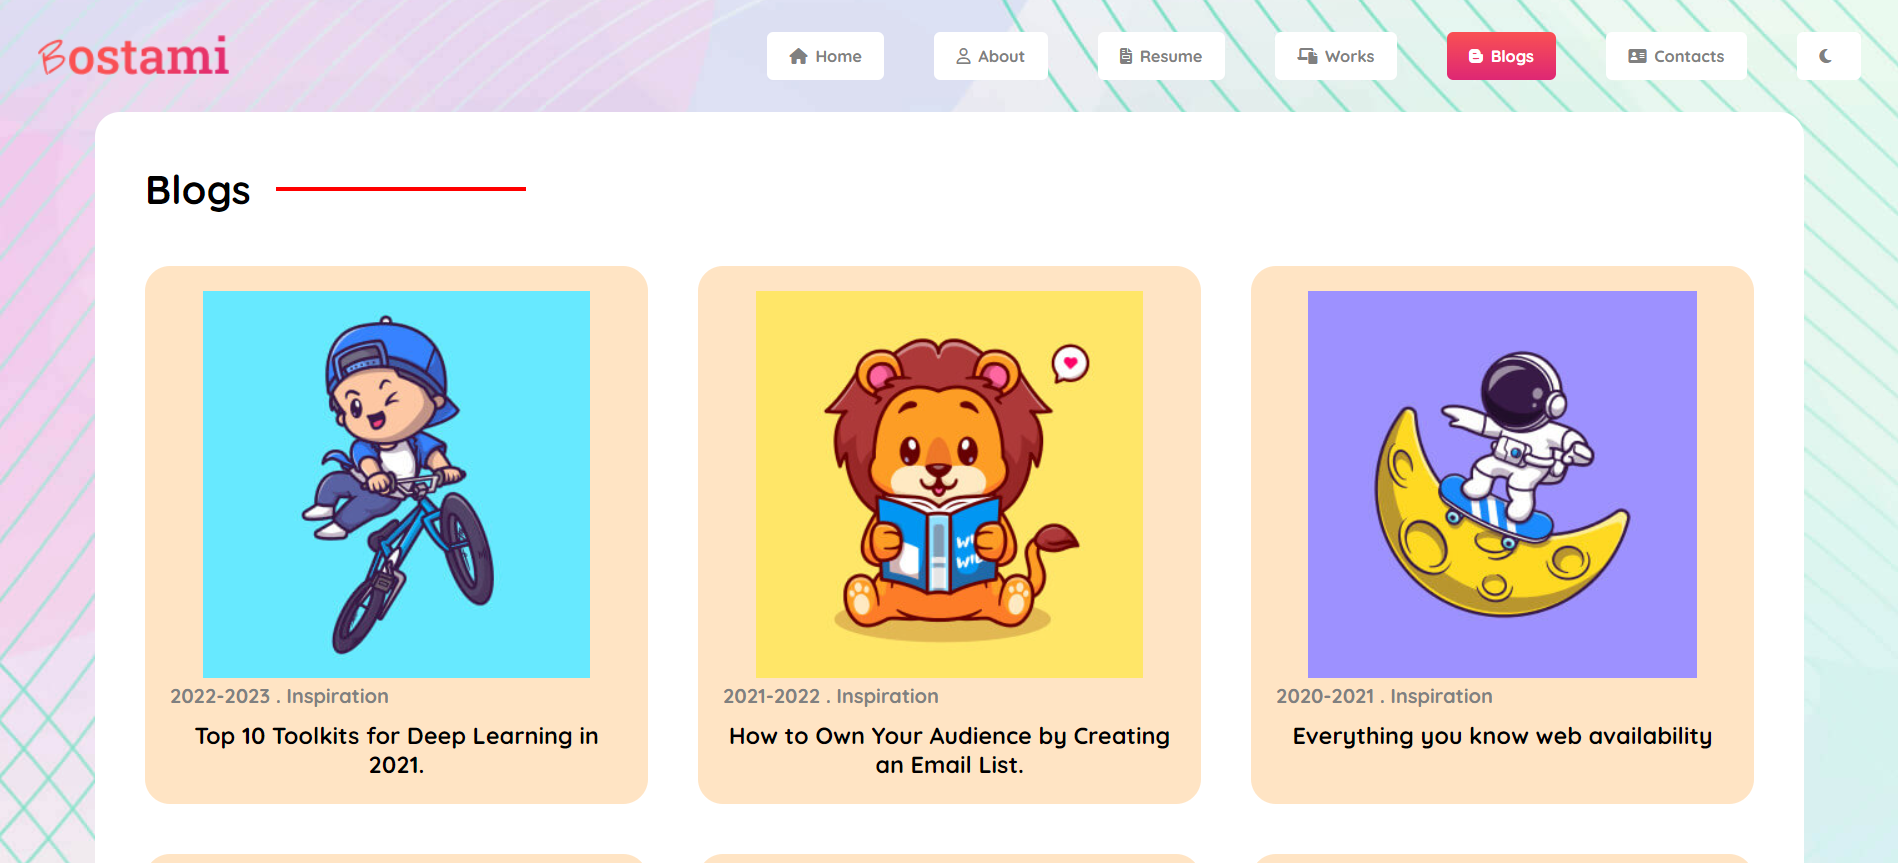 Bostami
Home
About
Resume
Works
Blogs
Contacts
Blogs
2022-2023 . Inspiration
Top 10 Toolkits for Deep Learning in
2021.
2021-2022 . Inspiration
How to Own Your Audience by Creating
an Email List.
2020-2021 . Inspiration
Everything you know web availability